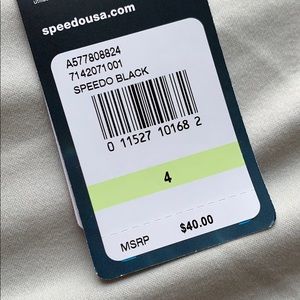 speedousa.com
A577808824
7142071001
SPEEDO BLACK
0 11527 10168 2
4
MSRP $40.00